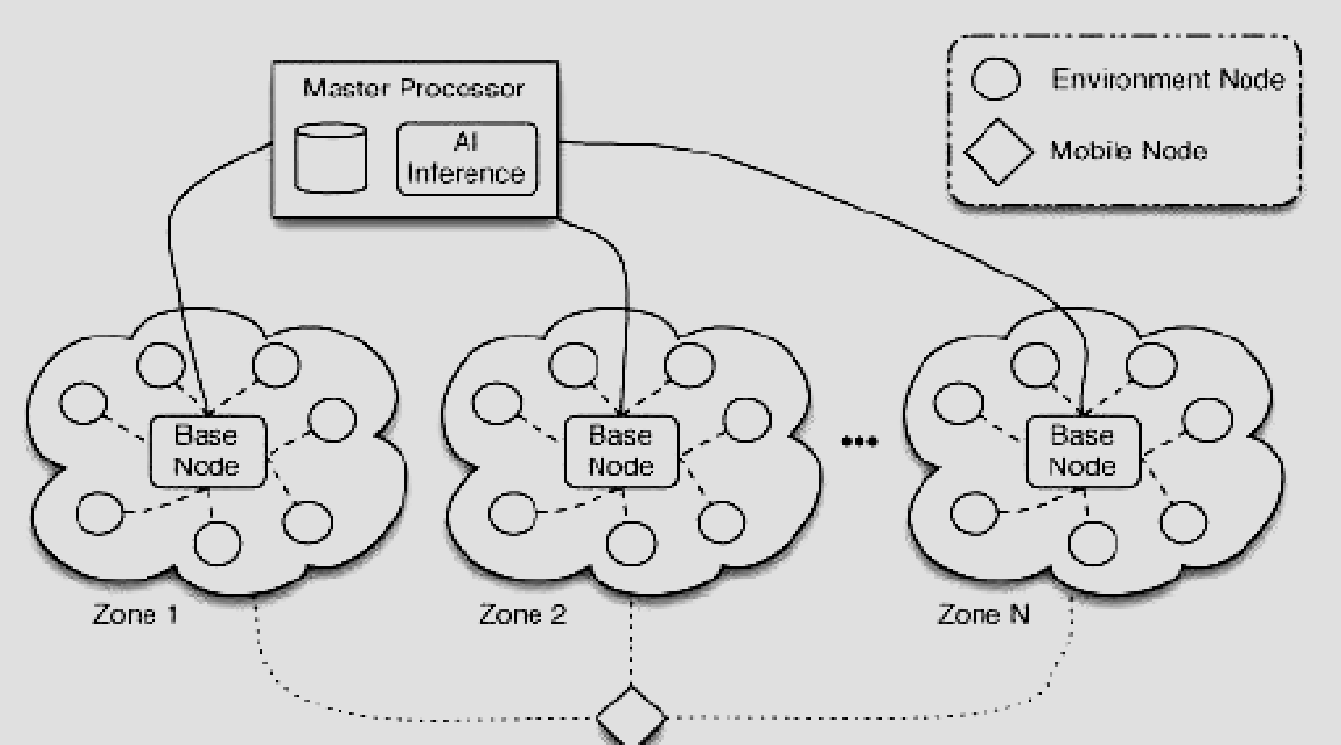 Master Processor
AI
Inference
Environment Node
Mobile Node
Base
Node
Base
Node
Base
Node
Zone 1
Zone 2
Zone N